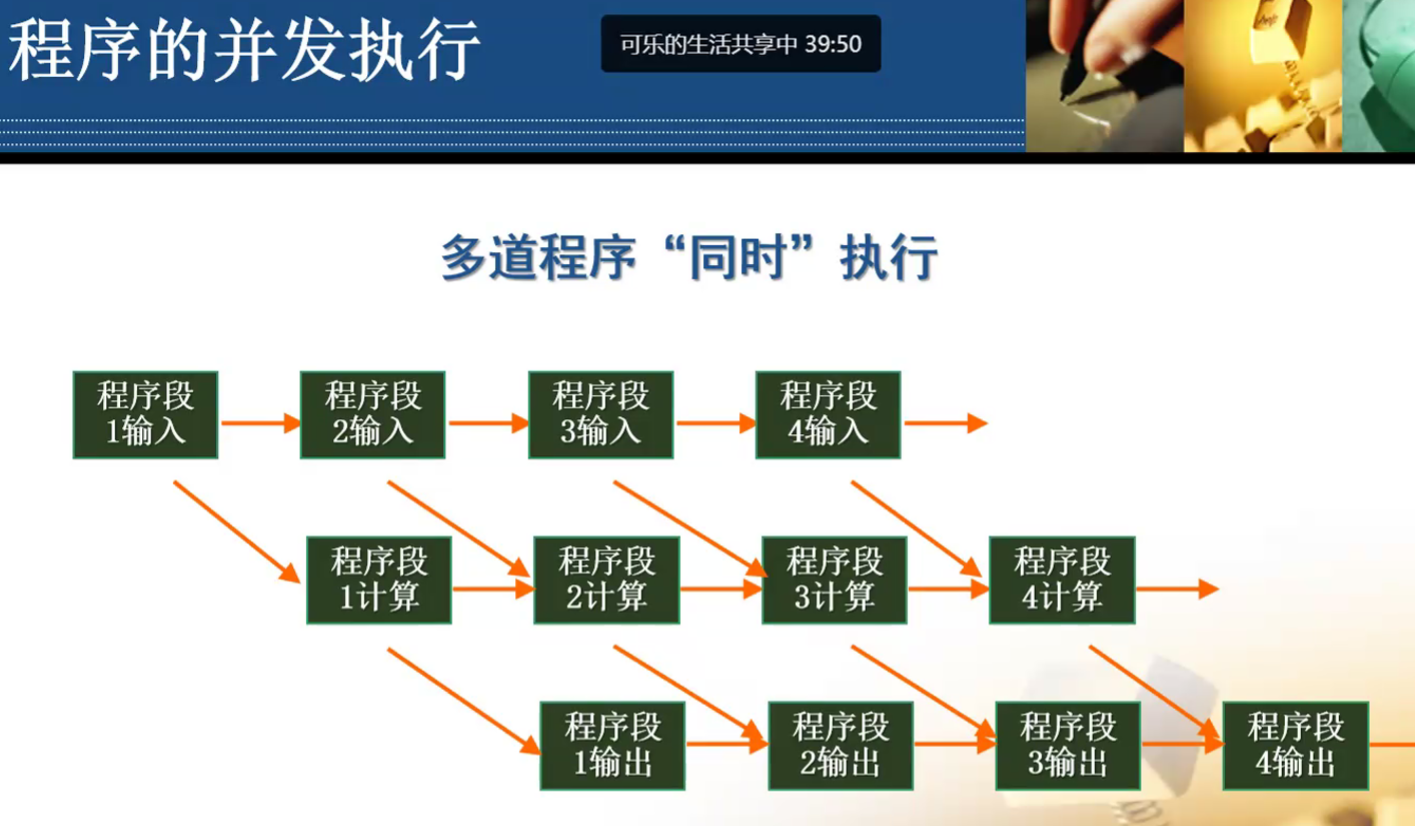 程序的并发执行
可乐的生活共享中 39:50
多道程序“同时”执行
程序段
1输入
程序段
2输入
程序段
3输入
程序段
4输入
程序段
1计算
程序段
2计算
程序段
3计算
程序段
4计算
程序段
1输出
程序段
2输出
程序段
3输出
程序段
4输出